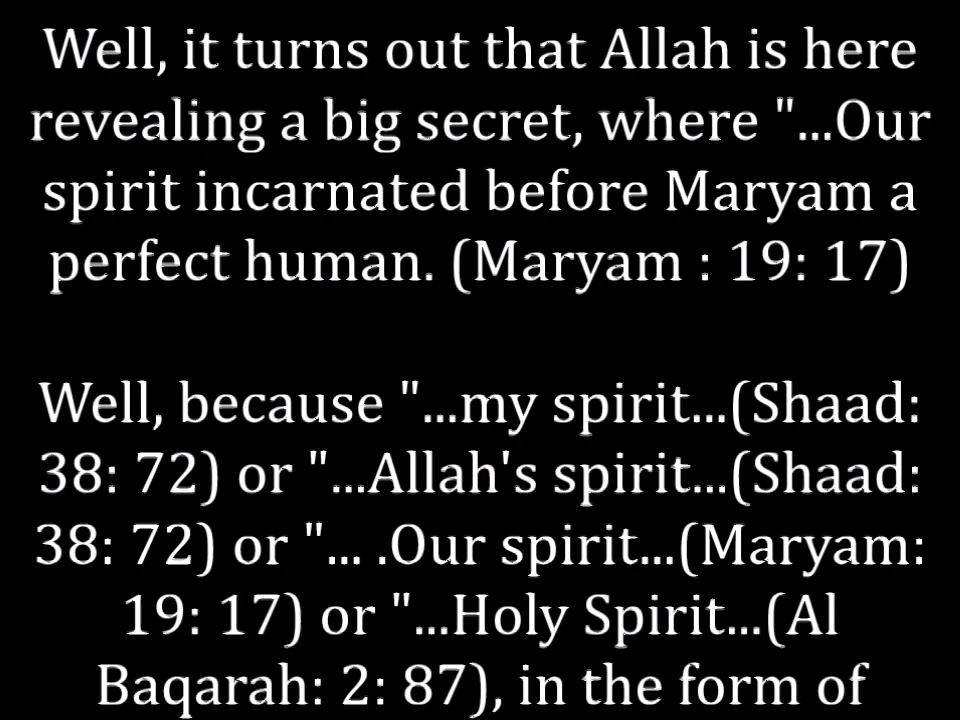 Well, it turns out that Allah is here
revealing a big secret, where "...Our
spirit incarnated before Maryam a
perfect human. (Maryam : 19: 17)
Well, because "...my spirit...(Shaad:
38: 72) or "...Allah's spirit...(Shaad:
38: 72) or "... .Our spirit...(Maryam:
19: 17) or "...Holy Spirit...(Al
Baqarah: 2: 87), in the form of